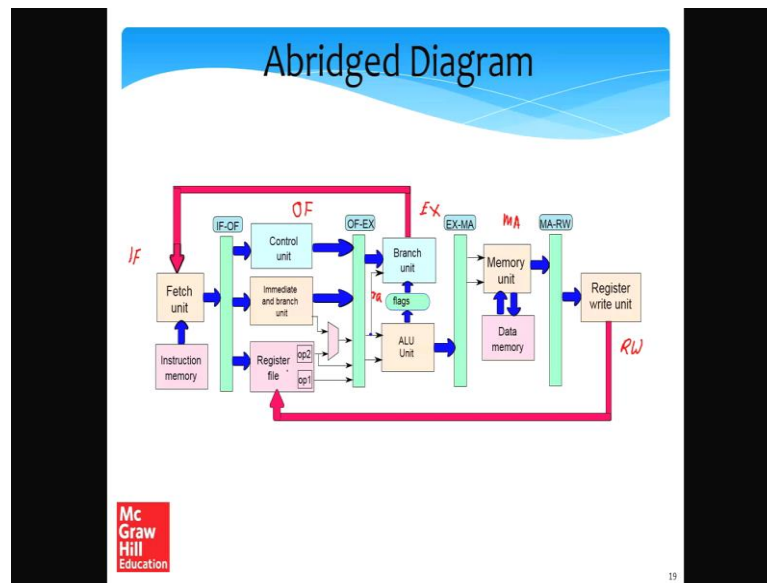 Abridged Diagram
IF
OF
EX
MA
RW
IF-OF
OF-EX
EX-MA
MA-RW
Fetch
unit
Instruction
memory
Control
unit
Immediate
and branch
unit
Register
file
op2
op1
Branch
unit
flags
ALU
Unit
Memory
unit
Data
memory
Register
write unit
Mc
Graw
Hill
Education
19